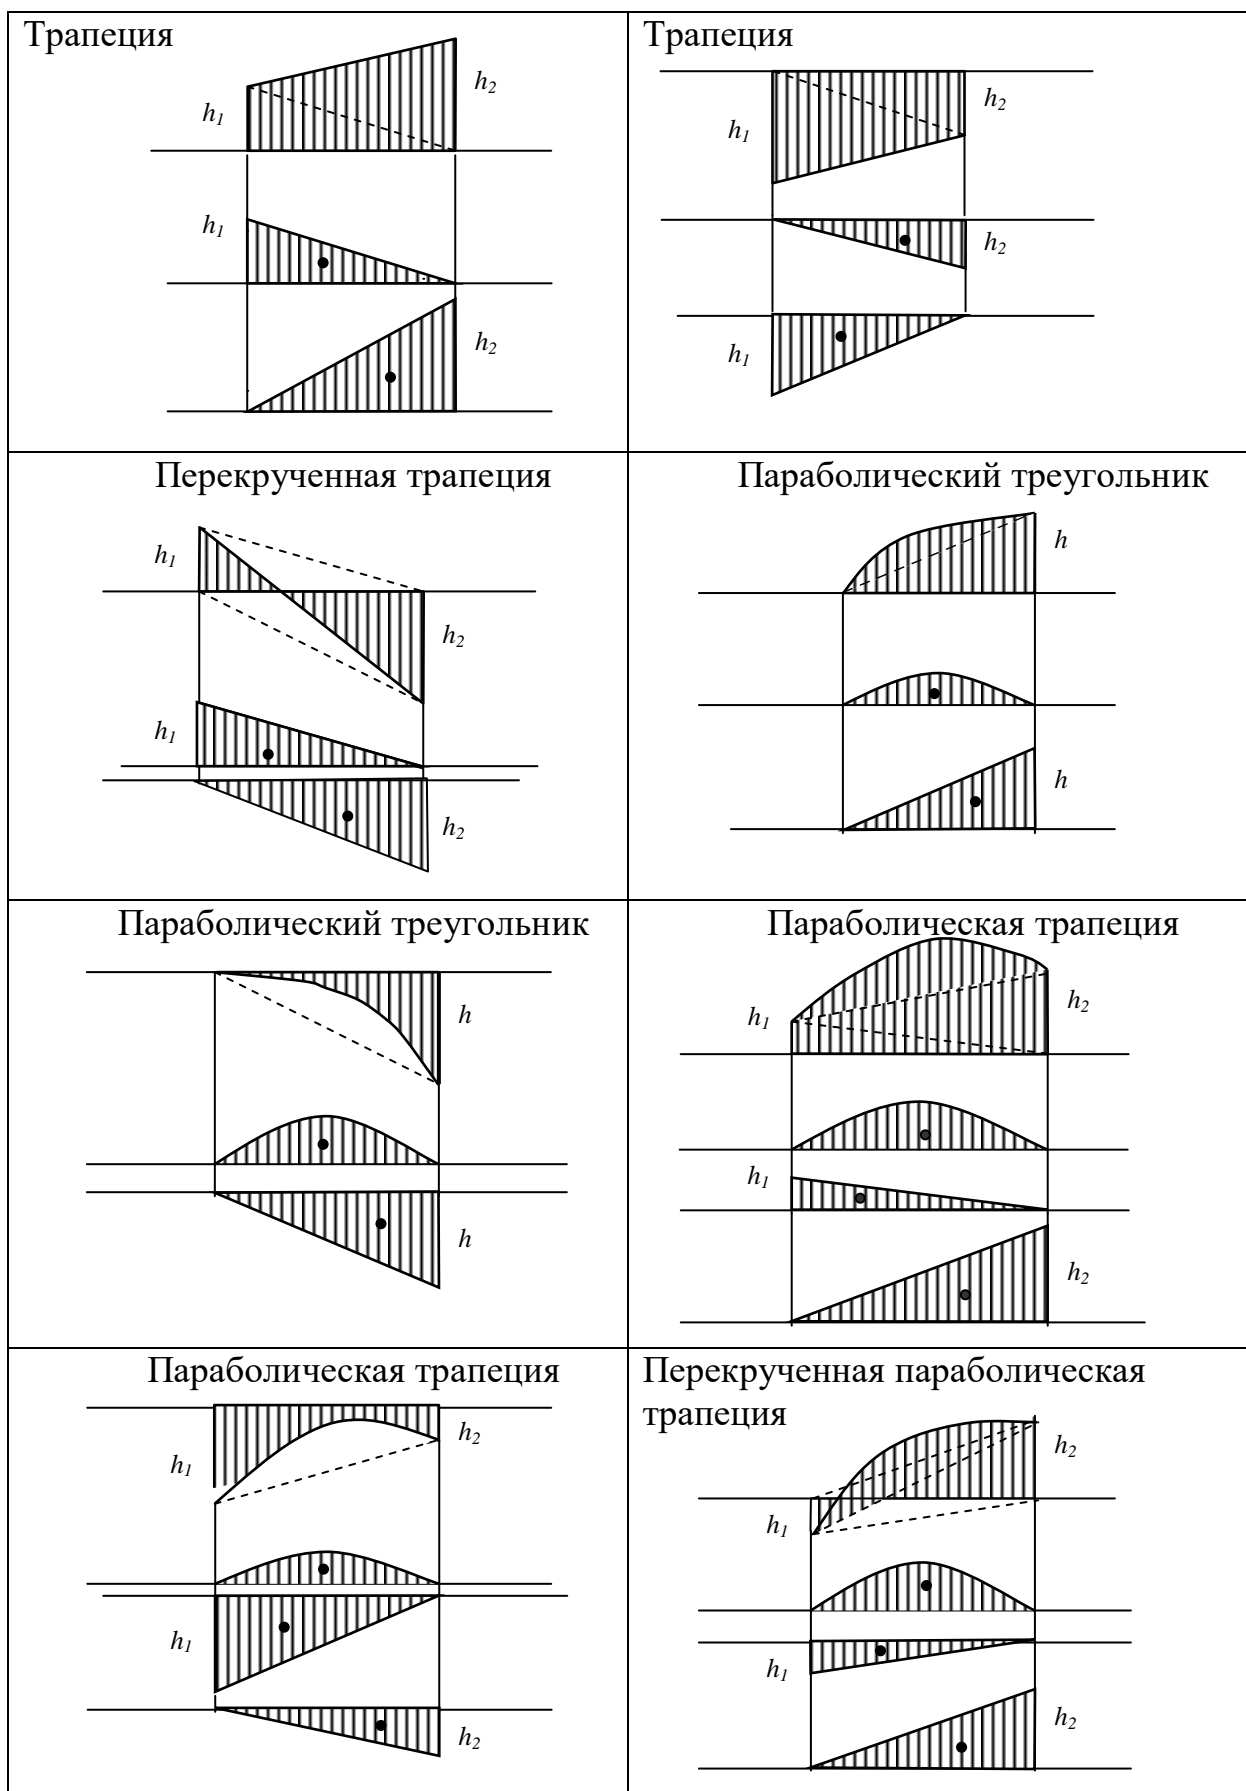 Трапеция
h₂
h₁
h₁
h₂
Трапеция
h₂
h₁
h₂
h₁
Перекрученная трапеция
h₁
h₂
h₁
h₂
Параболический треугольник
h
h
Параболический треугольник
h
h
Параболическая трапеция
h₂
h₁
h₁
h₂
Параболическая трапеция
h₂
h₁
h₁
h₂
Перекрученная параболическая
трапеция
h₂
h₁
h₁
h₂